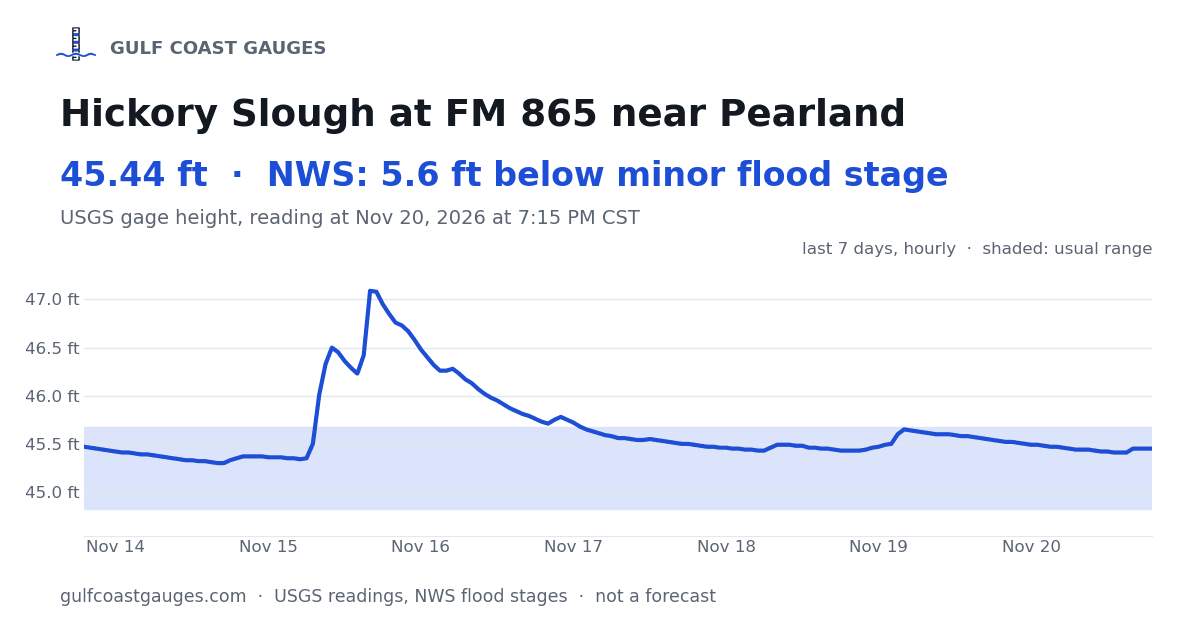 GULF COAST GAUGES
Hickory Slough at FM 865 near Pearland
45.44 ft · NWS: 5.6 ft below minor flood stage
USGS gage height, reading at Nov 20, 2026 at 7:15 PM CST
last 7 days, hourly · shaded: usual range
47.0 ft
46.5 ft
46.0 ft
45.5 ft
45.0 ft
Nov 14 Nov 15 Nov 16 Nov 17 Nov 18 Nov 19 Nov 20
gulfcoastgauges.com · USGS readings, NWS flood stages · not a forecast